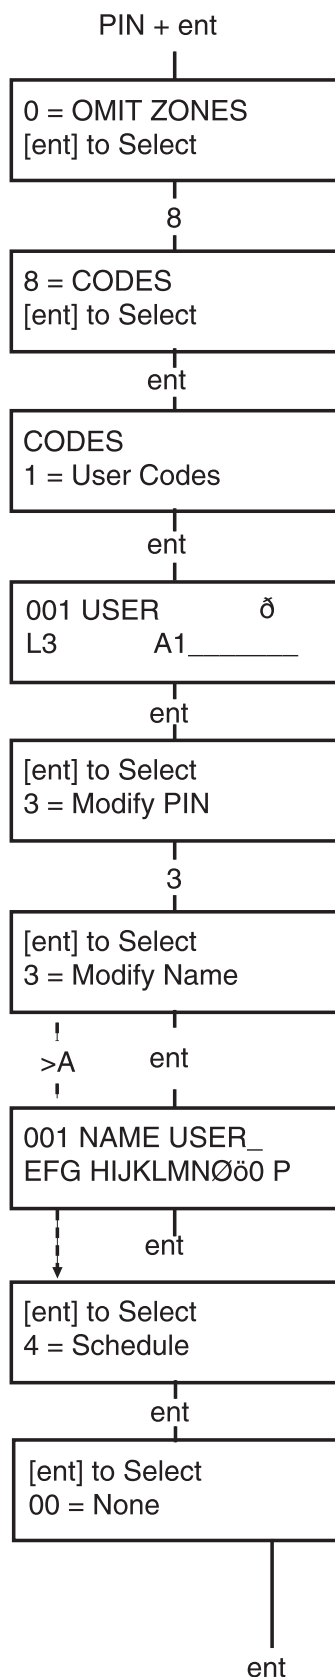 PIN + ent
0 = OMIT ZONES
[ent] to Select
8
8 = CODES
[ent] to Select
ent
CODES
1 = User Codes
ent
001 USER ð
L3 A1_______
ent
[ent] to Select
3 = Modify PIN
3
[ent] to Select
3 = Modify Name
>A ent
001 NAME USER_
EFG HIJKLMNØö0 P
ent
[ent] to Select
4 = Schedule
ent
[ent] to Select
00 = None
ent